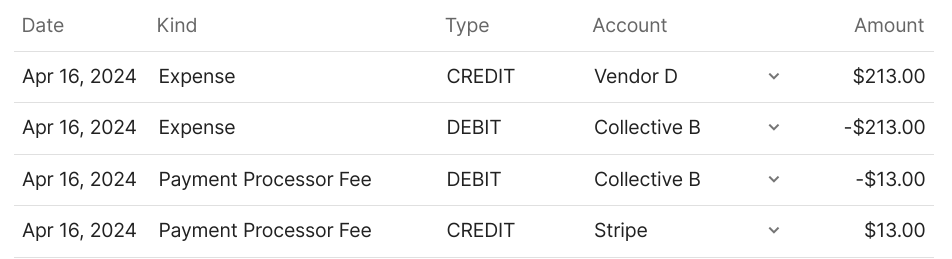 Date Kind Type Account Amount
Apr 16, 2024 Expense CREDIT Vendor D $213.00
Apr 16, 2024 Expense DEBIT Collective B -$213.00
Apr 16, 2024 Payment Processor Fee DEBIT Collective B -$13.00
Apr 16, 2024 Payment Processor Fee CREDIT Stripe $13.00